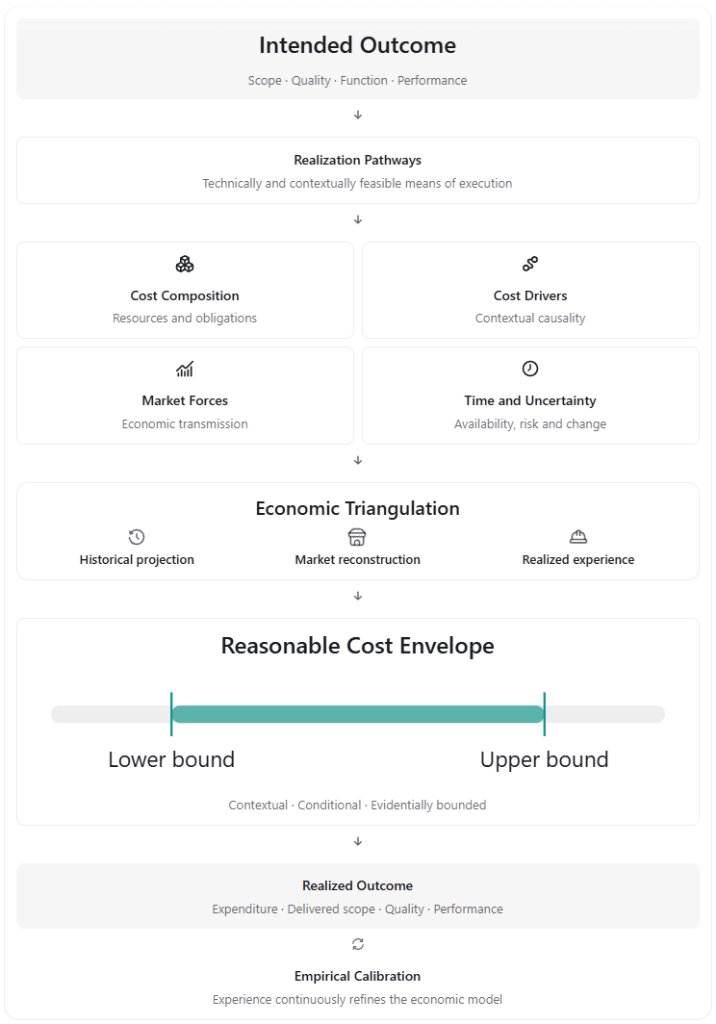 Intended Outcome
Scope · Quality · Function · Performance
Realization Pathways
Technically and contextually feasible means of execution
Cost Composition
Resources and obligations
Cost Drivers
Contextual causality
Market Forces
Economic transmission
Time and Uncertainty
Availability, risk and change
Economic Triangulation
Historical projection
Market reconstruction
Realized experience
Reasonable Cost Envelope
Lower bound
Upper bound
Contextual · Conditional · Evidentially bounded
Realized Outcome
Expenditure · Delivered scope · Quality · Performance
Empirical Calibration
Experience continuously refines the economic model